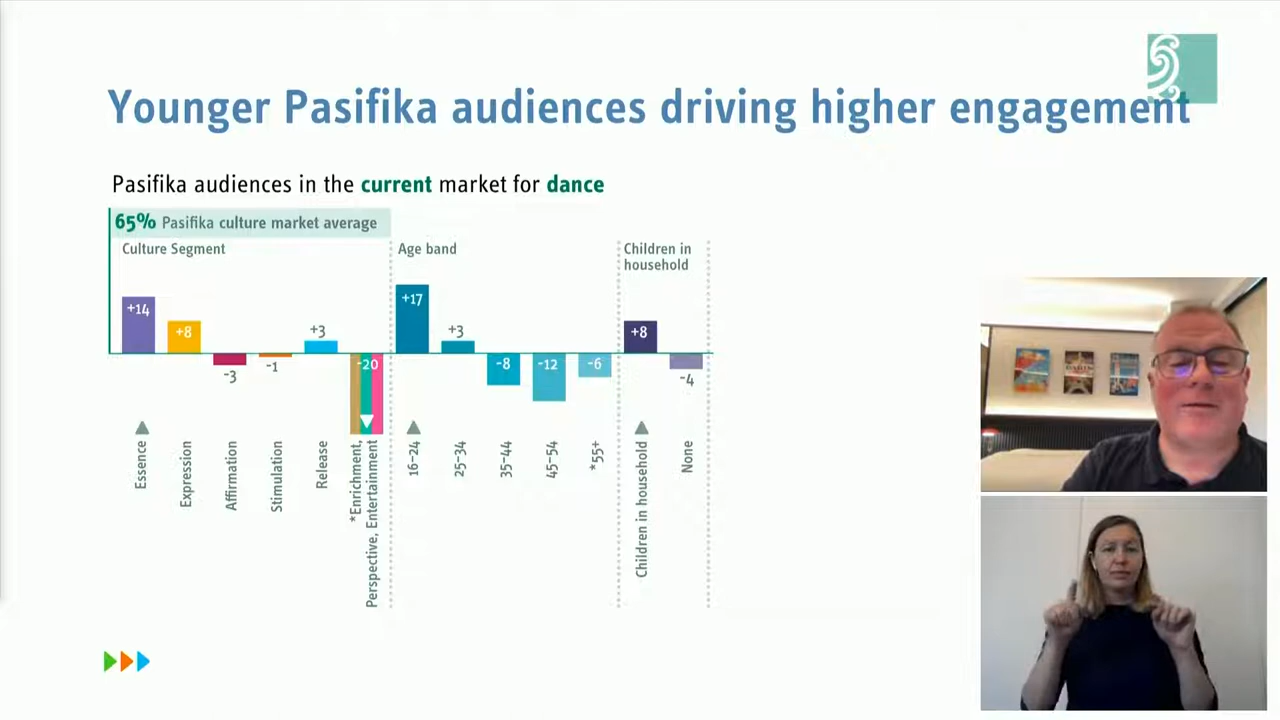 Younger Pasifika audiences driving higher engagement
Pasifika audiences in the current market for dance
65% Pasifika culture market average
Culture Segment
Age band
Children in
household
+14
+8
-3
-1
+3
-20
+17
+3
-8
-12
-6
+8
-4
Essence
Expression
Affirmation
Stimulation
Release
*Enrichment,
Perspective, Entertainment
16-24
25-34
35-44
45-54
*55+
Children in household
None
PARIS